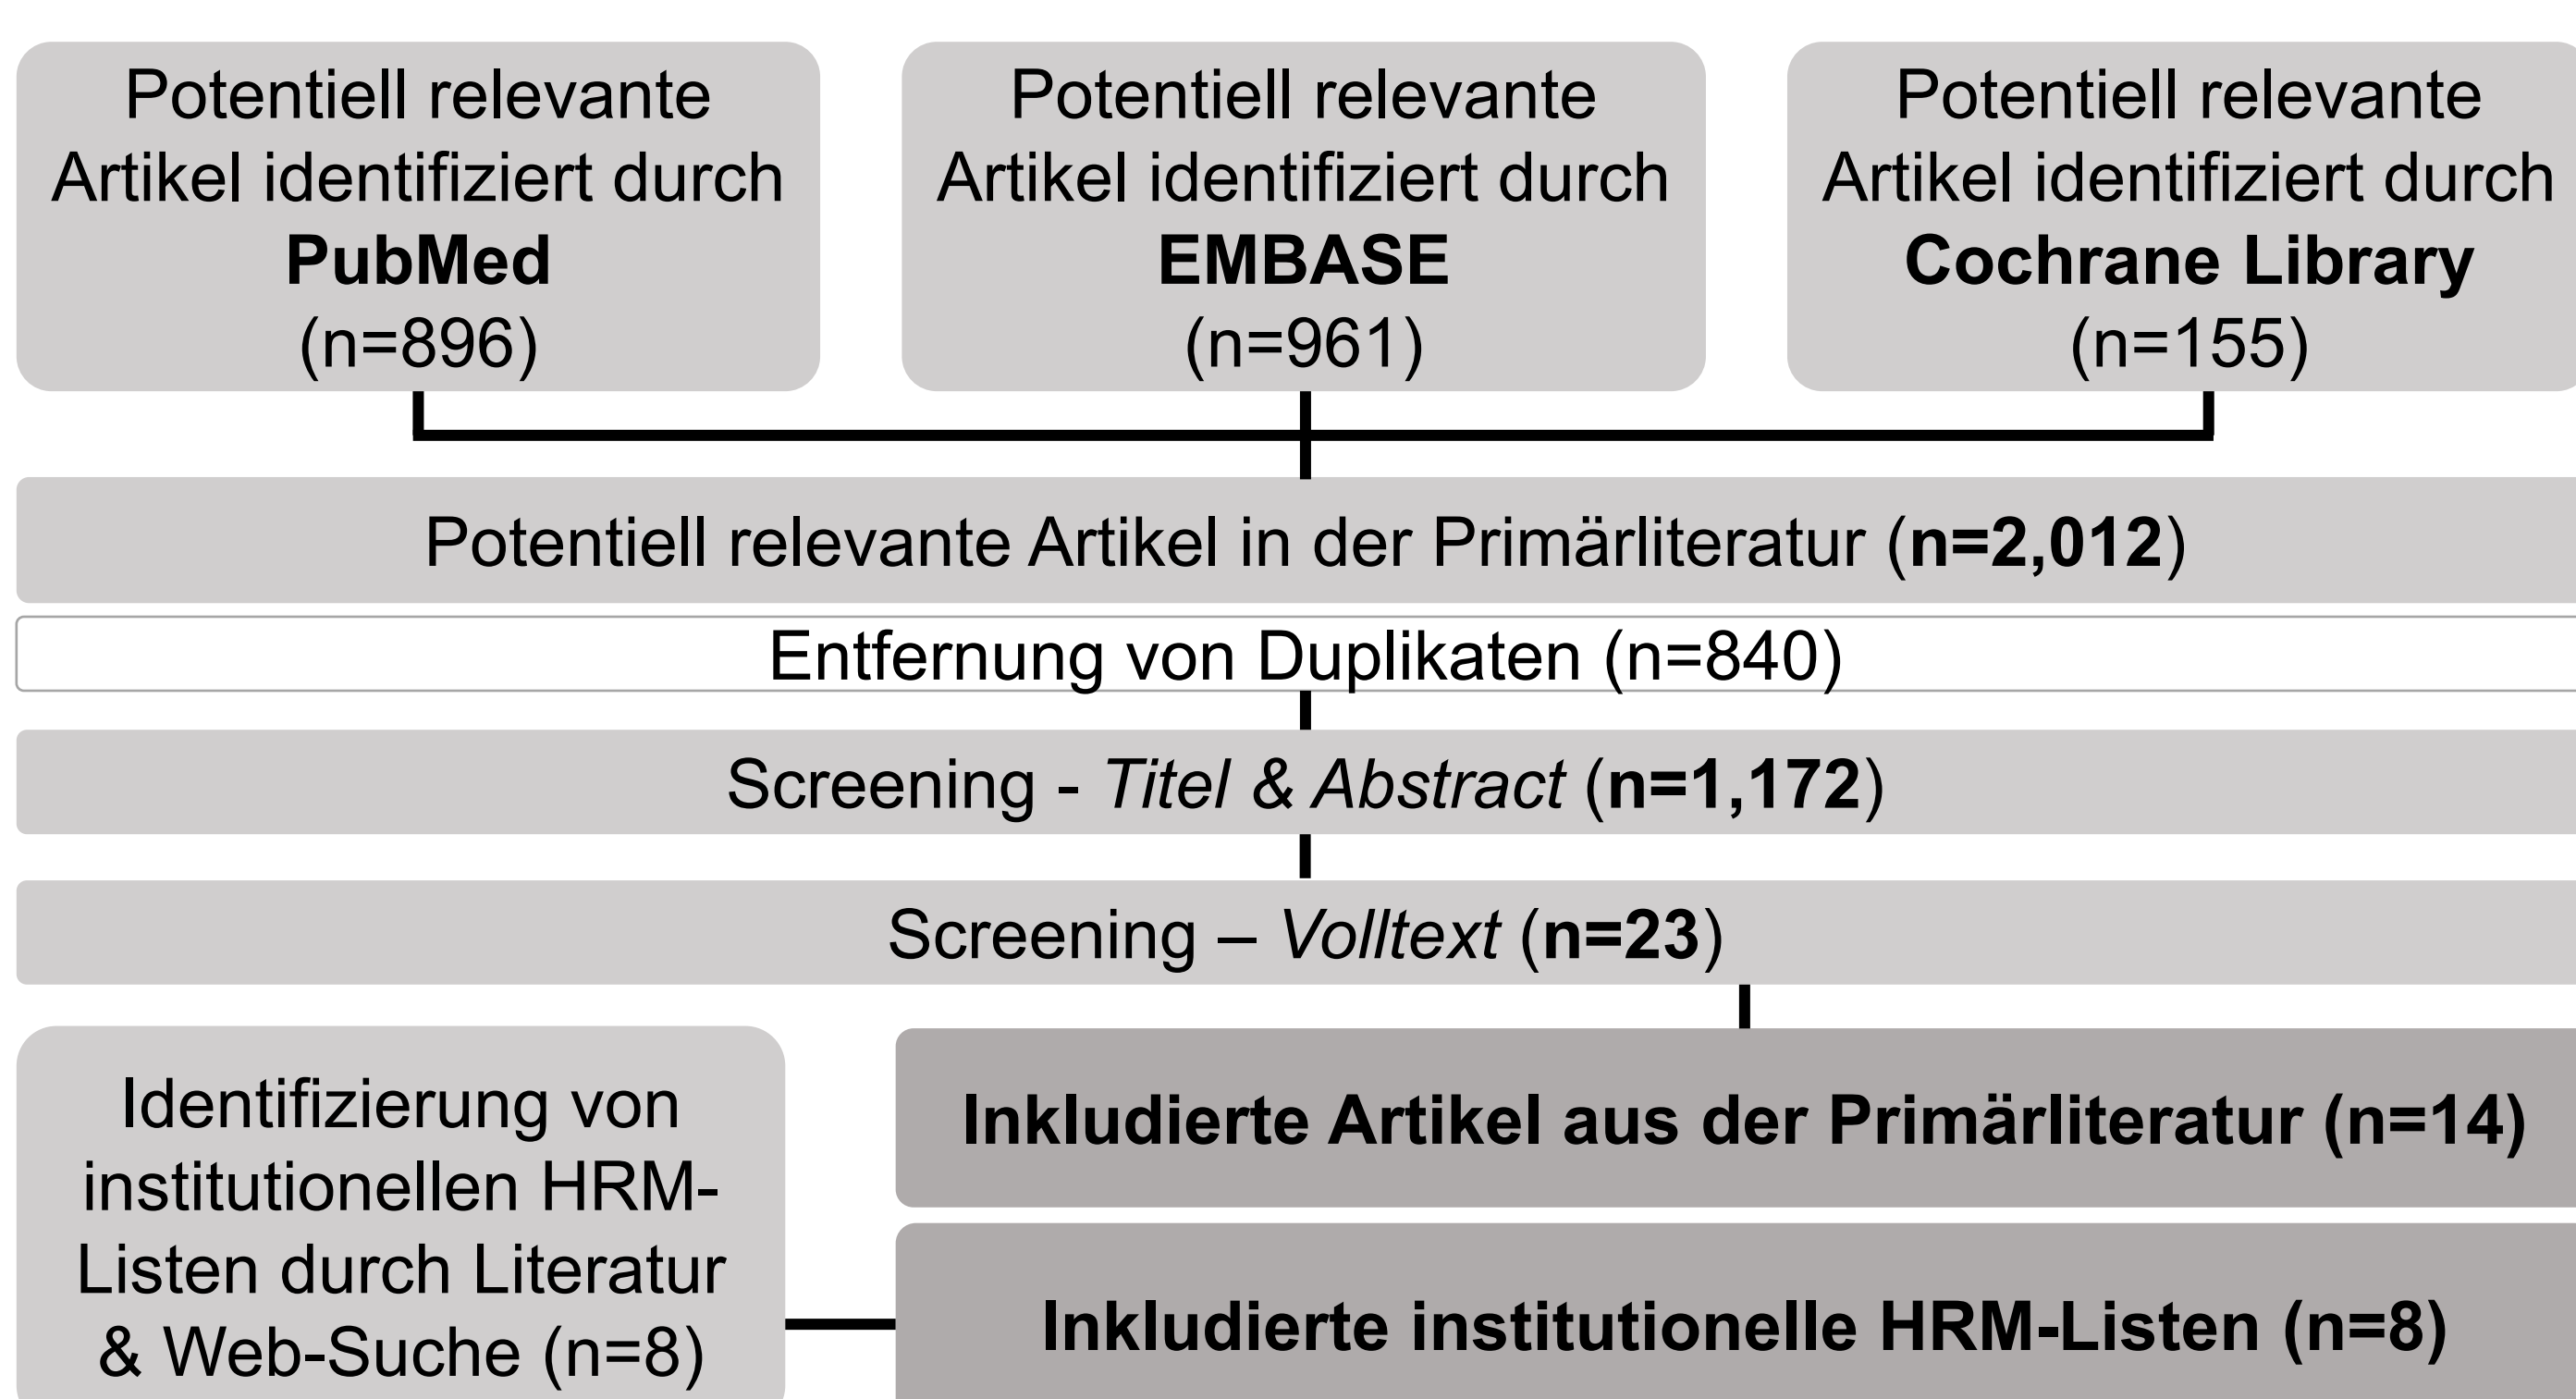 Potentiell relevante
Artikel identifiziert durch
PubMed
(n=896)
Potentiell relevante
Artikel identifiziert durch
EMBASE
(n=961)
Potentiell relevante
Artikel identifiziert durch
Cochrane Library
(n=155)
Potentiell relevante Artikel in der Primärliteratur (n=2,012)
Entfernung von Duplikaten (n=840)
Screening - Titel & Abstract (n=1,172)
Screening – Volltext (n=23)
Identifizierung von
institutionellen HRM-
Listen durch Literatur
& Web-Suche (n=8)
Inkludierte Artikel aus der Primärliteratur (n=14)
Inkludierte institutionelle HRM-Listen (n=8)